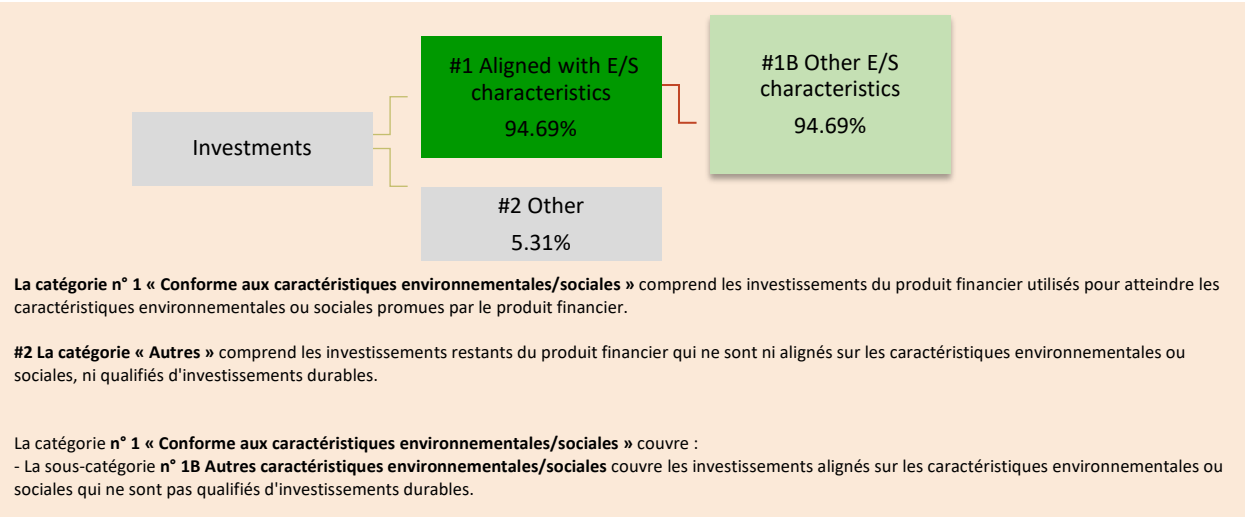 #1 Aligned with E/S
characteristics
94.69%
#1B Other E/S
characteristics
94.69%
Investments
#2 Other
5.31%
La catégorie n° 1 « Conforme aux caractéristiques environnementales/sociales » comprend les investissements du produit financier utilisés pour atteindre les
caractéristiques environnementales ou sociales promues par le produit financier.
#2 La catégorie « Autres » comprend les investissements restants du produit financier qui ne sont ni alignés sur les caractéristiques environnementales ou
sociales, ni qualifiés d'investissements durables.
La catégorie n° 1 « Conforme aux caractéristiques environnementales/sociales » couvre :
- La sous-catégorie n° 1B Autres caractéristiques environnementales/sociales couvre les investissements alignés sur les caractéristiques environnementales ou
sociales qui ne sont pas qualifiés d'investissements durables.